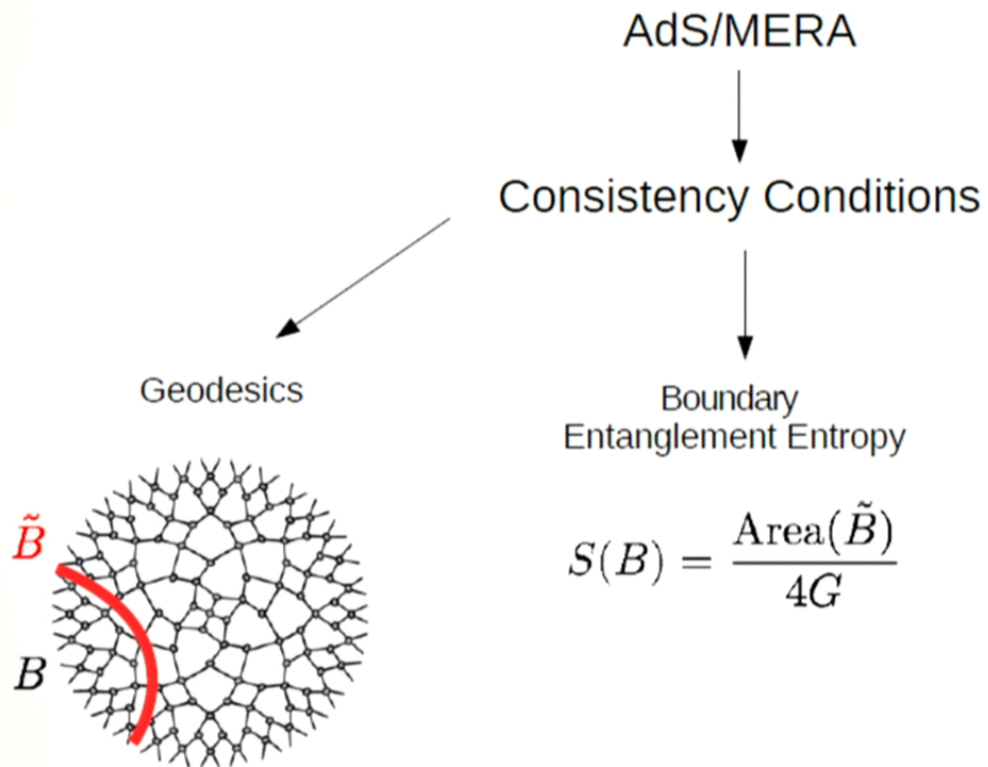 AdS/MERA
Consistency Conditions
Geodesics
Boundary
Entanglement Entropy
B̃
B
S(B) = Area(B̃) / 4G